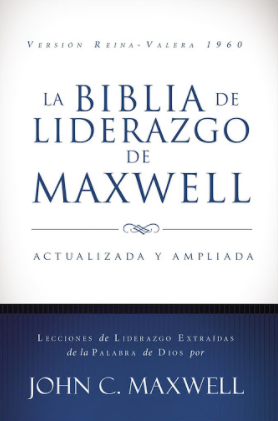 VERSIÓN REINA-VALERA 1960
LA BIBLIA DE
LIDERAZGO
DE
MAXWELL
ACTUALIZADA Y AMPLIADA
LECCIONES de LIDERAZGO EXTRAÍDAS
de la PALABRA de DIOS por
JOHN C. MAXWELL